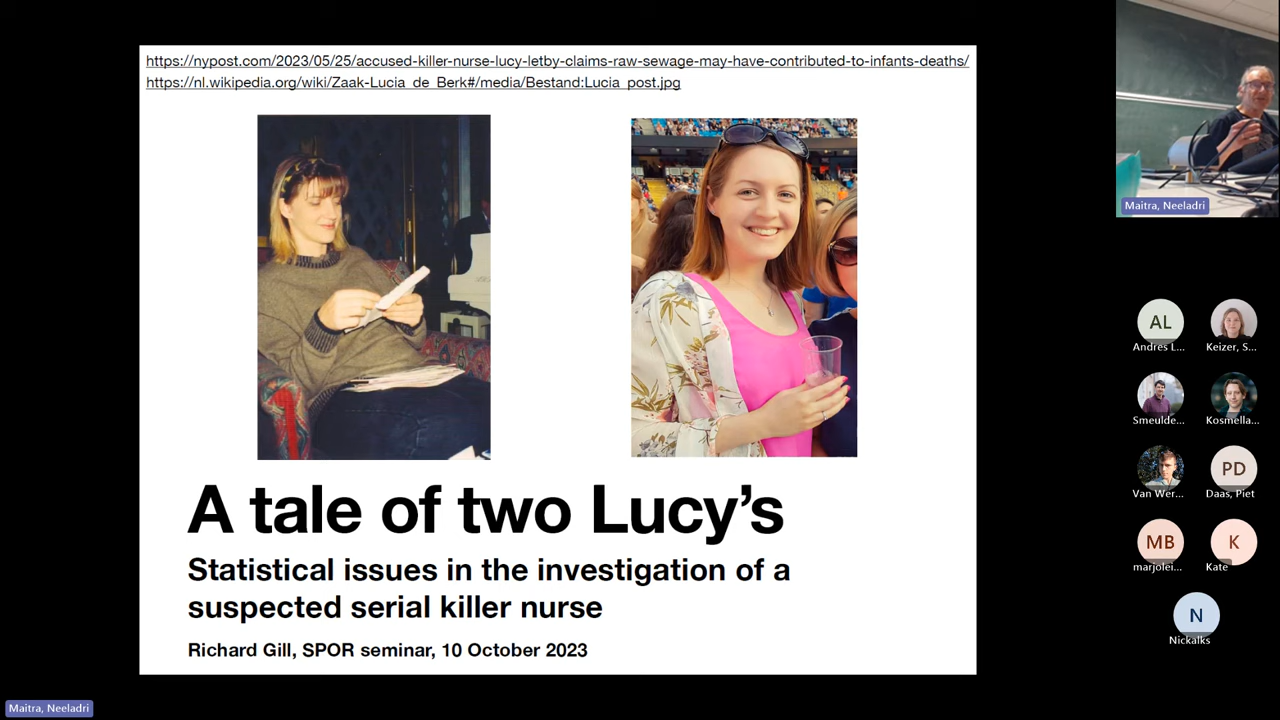 https://nypost.com/2023/05/25/accused-killer-nurse-lucy-letby-claims-raw-sewage-may-have-contributed-to-infants-deaths/
https://nl.wikipedia.org/wiki/Zaak-Lucia_de_Berk#/media/Bestand:Lucia_post.jpg
A tale of two Lucy's
Statistical issues in the investigation of a
suspected serial killer nurse
Richard Gill, SPOR seminar, 10 October 2023
Maitra, Neeladri
AL
Andres L...
Keizer, S...
Smeulde...
Kosmella...
Van Wer...
PD
Daas, Piet
MB
marjolei...
K
Kate
N
Nickalks
Maitra, Neeladri